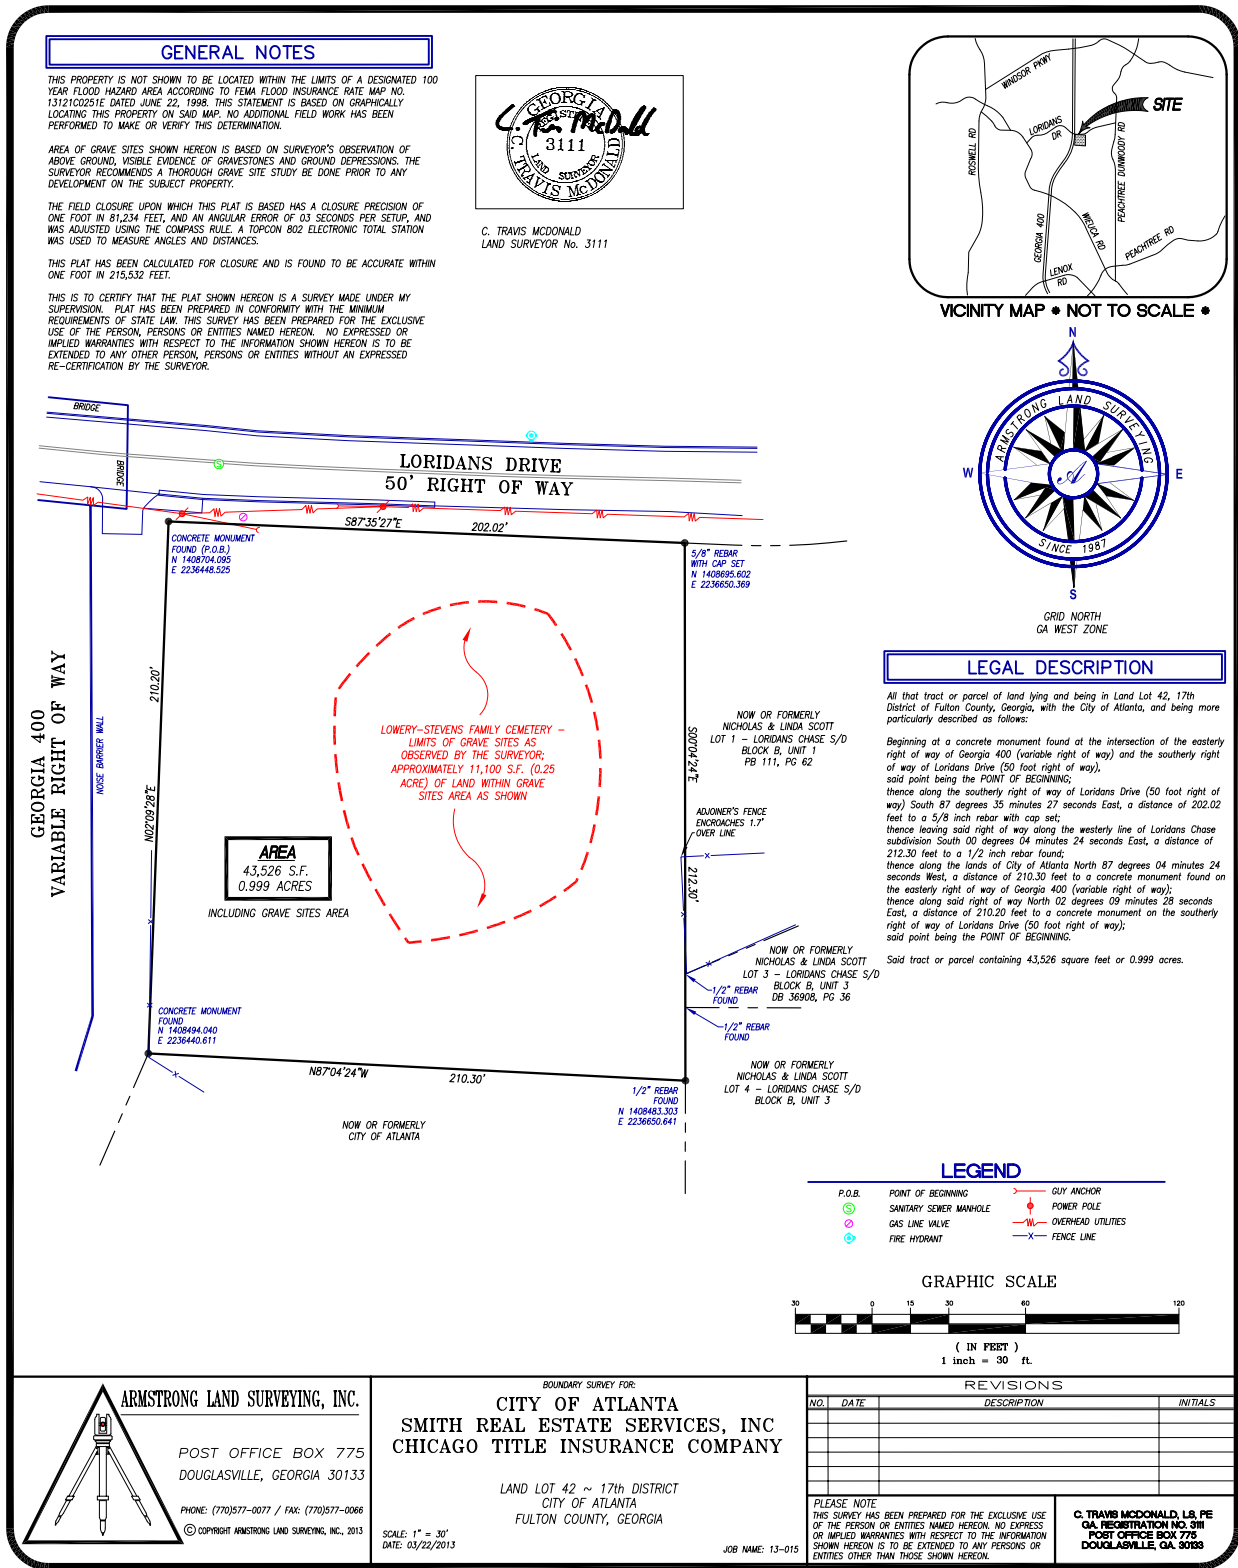 GENERAL NOTES
THIS PROPERTY IS NOT SHOWN TO BE LOCATED WITHIN THE LIMITS OF A DESIGNATED 100
YEAR FLOOD HAZARD AREA ACCORDING TO FEMA FLOOD INSURANCE RATE MAP NO.
13121C0251E DATED JUNE 22, 1998. THIS STATEMENT IS BASED ON GRAPHICALLY
LOCATING THIS PROPERTY ON SAID MAP. NO ADDITIONAL FIELD WORK HAS BEEN
PERFORMED TO MAKE OR VERIFY THIS DETERMINATION.
AREA OF GRAVE SITES SHOWN HEREON IS BASED ON SURVEYOR'S OBSERVATION OF
ABOVE GROUND, VISIBLE EVIDENCE OF GRAVESTONES AND GROUND DEPRESSIONS. THE
SURVEYOR RECOMMENDS A THOROUGH GRAVE SITE STUDY BE DONE PRIOR TO ANY
DEVELOPMENT ON THE SUBJECT PROPERTY.
THE FIELD CLOSURE UPON WHICH THIS PLAT IS BASED HAS A CLOSURE PRECISION OF
ONE FOOT IN 81,234 FEET, AND AN ANGULAR ERROR OF 03 SECONDS PER SETUP, AND
WAS ADJUSTED USING THE COMPASS RULE. A TOPCON 802 ELECTRONIC TOTAL STATION
WAS USED TO MEASURE ANGLES AND DISTANCES.
THIS PLAT HAS BEEN CALCULATED FOR CLOSURE AND IS FOUND TO BE ACCURATE WITHIN
ONE FOOT IN 215,532 FEET.
THIS IS TO CERTIFY THAT THE PLAT SHOWN HEREON IS A SURVEY MADE UNDER MY
SUPERVISION. PLAT HAS BEEN PREPARED IN CONFORMITY WITH THE MINIMUM
REQUIREMENTS OF STATE LAW. THIS SURVEY HAS BEEN PREPARED FOR THE EXCLUSIVE
USE OF THE PERSON, PERSONS OR ENTITIES NAMED HEREON. NO EXPRESSED OR
IMPLIED WARRANTIES WITH RESPECT TO THE INFORMATION SHOWN HEREON IS TO BE
EXTENDED TO ANY OTHER PERSON, PERSONS OR ENTITIES WITHOUT AN EXPRESSED
RE-CERTIFICATION BY THE SURVEYOR.
GEORGIA
C. Travis McDonald
3111
LAND SURVEYOR
C. TRAVIS McDONALD
C. TRAVIS MCDONALD
LAND SURVEYOR No. 3111
WINDSOR PKWY
SITE
LORIDANS
DR
ROSWELL RD
PEACHTREE DUNWOODY RD
GEORGIA 400
WIEUCA RD
PEACHTREE RD
LENOX
RD
VICINITY MAP * NOT TO SCALE *
N
ARMSTRONG LAND SURVEYING
W
A
E
SINCE 1987
S
GRID NORTH
GA WEST ZONE
BRIDGE
BRIDGE
LORIDANS DRIVE
50' RIGHT OF WAY
S87°35'27"E
202.02'
CONCRETE MONUMENT
FOUND (P.O.B.)
N 1408704.095
E 2236448.525
5/8" REBAR
WITH CAP SET
N 1408695.602
E 2236650.369
GEORGIA 400
VARIABLE RIGHT OF WAY
NOISE BARRIER WALL
210.20'
N02°09'28"E
LOWERY-STEVENS FAMILY CEMETERY -
LIMITS OF GRAVE SITES AS
OBSERVED BY THE SURVEYOR;
APPROXIMATELY 11,100 S.F. (0.25
ACRE) OF LAND WITHIN GRAVE
SITES AREA AS SHOWN
AREA
43,526 S.F.
0.999 ACRES
INCLUDING GRAVE SITES AREA
S00°04'24"E
212.30'
NOW OR FORMERLY
NICHOLAS & LINDA SCOTT
LOT 1 - LORIDANS CHASE S/D
BLOCK B, UNIT 1
PB 111, PG 62
ADJOINER'S FENCE
ENCROACHES 1.7'
OVER LINE
NOW OR FORMERLY
NICHOLAS & LINDA SCOTT
LOT 3 - LORIDANS CHASE S/D
BLOCK B, UNIT 3
DB 36908, PG 36
1/2" REBAR
FOUND
1/2" REBAR
FOUND
NOW OR FORMERLY
NICHOLAS & LINDA SCOTT
LOT 4 - LORIDANS CHASE S/D
BLOCK B, UNIT 3
CONCRETE MONUMENT
FOUND
N 1408494.040
E 2236440.611
N87°04'24"W
210.30'
1/2" REBAR
FOUND
N 1408483.303
E 2236650.641
NOW OR FORMERLY
CITY OF ATLANTA
LEGAL DESCRIPTION
All that tract or parcel of land lying and being in Land Lot 42, 17th
District of Fulton County, Georgia, with the City of Atlanta, and being more
particularly described as follows:
Beginning at a concrete monument found at the intersection of the easterly
right of way of Georgia 400 (variable right of way) and the southerly right
of way of Loridans Drive (50 foot right of way),
said point being the POINT OF BEGINNING;
thence along the southerly right of way of Loridans Drive (50 foot right of
way) South 87 degrees 35 minutes 27 seconds East, a distance of 202.02
feet to a 5/8 inch rebar with cap set;
thence leaving said right of way along the westerly line of Loridans Chase
subdivision South 00 degrees 04 minutes 24 seconds East, a distance of
212.30 feet to a 1/2 inch rebar found;
thence along the lands of City of Atlanta North 87 degrees 04 minutes 24
seconds West, a distance of 210.30 feet to a concrete monument found on
the easterly right of way of Georgia 400 (variable right of way);
thence along said right of way North 02 degrees 09 minutes 28 seconds
East, a distance of 210.20 feet to a concrete monument on the southerly
right of way of Loridans Drive (50 foot right of way);
said point being the POINT OF BEGINNING.
Said tract or parcel containing 43,526 square feet or 0.999 acres.
LEGEND
P.O.B. POINT OF BEGINNING
S SANITARY SEWER MANHOLE
GAS LINE VALVE
FIRE HYDRANT
GUY ANCHOR
POWER POLE
OVERHEAD UTILITIES
X FENCE LINE
GRAPHIC SCALE
30 0 15 30 60 120
( IN FEET )
1 inch = 30 ft.
ARMSTRONG LAND SURVEYING, INC.
POST OFFICE BOX 775
DOUGLASVILLE, GEORGIA 30133
PHONE: (770)577-0077 / FAX: (770)577-0066
© COPYRIGHT ARMSTRONG LAND SURVEYING, INC., 2013
BOUNDARY SURVEY FOR:
CITY OF ATLANTA
SMITH REAL ESTATE SERVICES, INC
CHICAGO TITLE INSURANCE COMPANY
LAND LOT 42 ~ 17th DISTRICT
CITY OF ATLANTA
FULTON COUNTY, GEORGIA
SCALE: 1" = 30'
DATE: 03/22/2013
JOB NAME: 13-015
REVISIONS
NO. DATE DESCRIPTION INITIALS
PLEASE NOTE
THIS SURVEY HAS BEEN PREPARED FOR THE EXCLUSIVE USE
OF THE PERSON OR ENTITIES NAMED HEREON. NO EXPRESS
OR IMPLIED WARRANTIES WITH RESPECT TO THE INFORMATION
SHOWN HEREON IS TO BE EXTENDED TO ANY PERSONS OR
ENTITIES OTHER THAN THOSE SHOWN HEREON.
C. TRAVIS MCDONALD, LS, PE
GA. REGISTRATION NO. 3111
POST OFFICE BOX 775
DOUGLASVILLE, GA. 30133